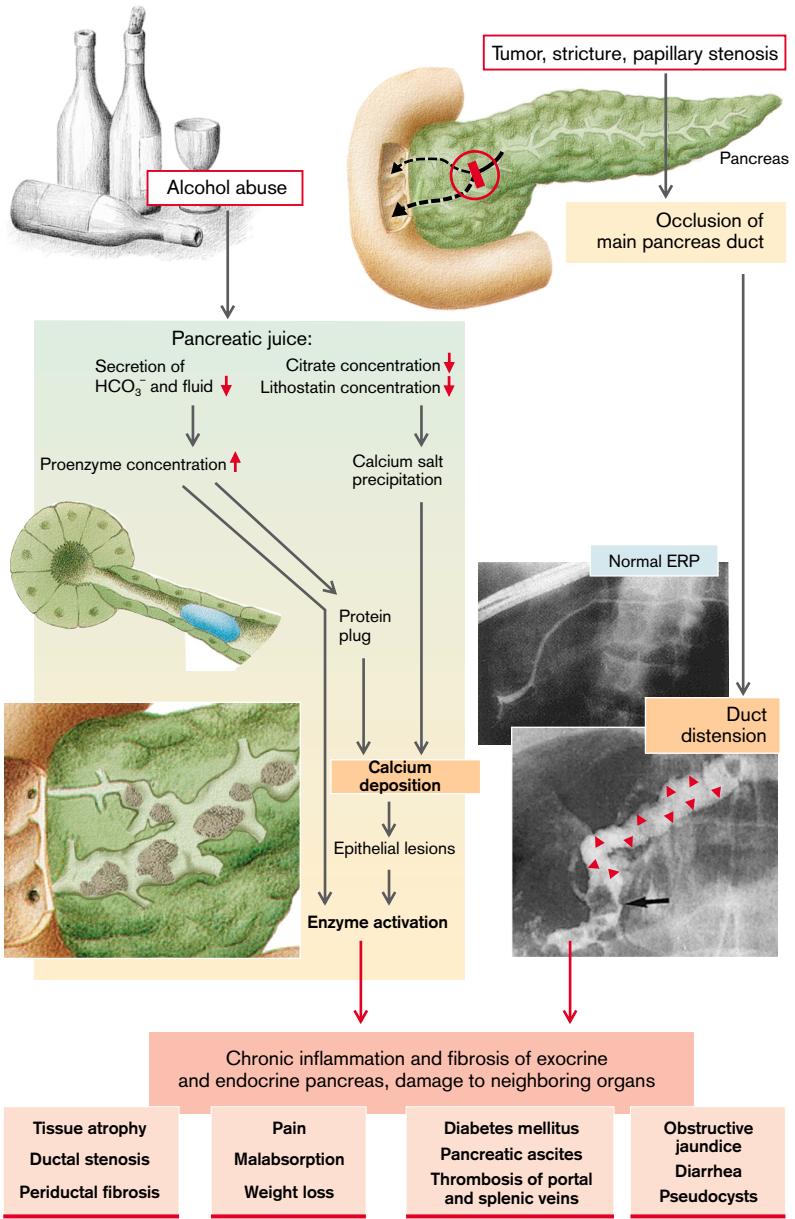 Tumor, stricture, papillary stenosis
Pancreas
Alcohol abuse
Occlusion of
main pancreas duct
Pancreatic juice:
Secretion of
HCO₃⁻ and fluid
Citrate concentration
Lithostatin concentration
Proenzyme concentration
Calcium salt
precipitation
Normal ERP
Protein
plug
Duct
distension
Calcium
deposition
Epithelial lesions
Enzyme activation
Chronic inflammation and fibrosis of exocrine
and endocrine pancreas, damage to neighboring organs
Tissue atrophy
Ductal stenosis
Periductal fibrosis
Pain
Malabsorption
Weight loss
Diabetes mellitus
Pancreatic ascites
Thrombosis of portal
and splenic veins
Obstructive
jaundice
Diarrhea
Pseudocysts